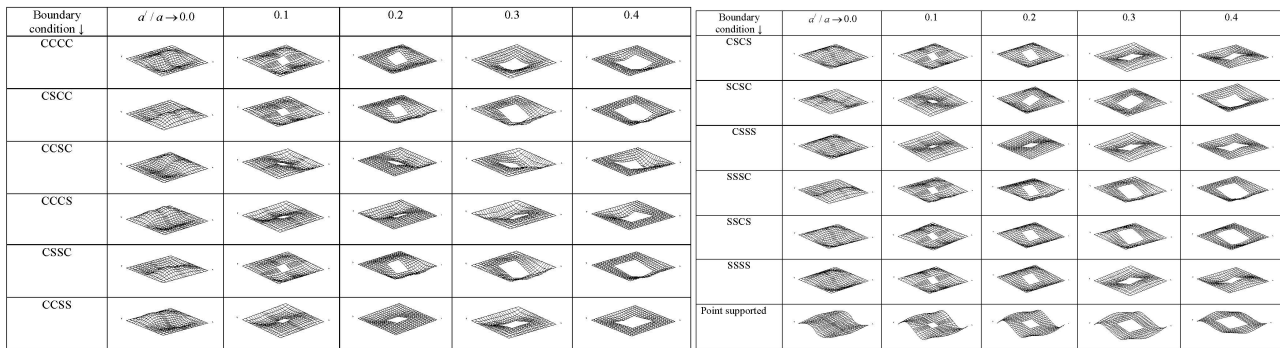 Boundary a′ / a → 0.0 0.1 0.2 0.3 0.4
condition ↓
CCCC
CSCC
CCSC
CCCS
CSSC
CCSS
Boundary a′ / a → 0.0 0.1 0.2 0.3 0.4
condition ↓
CSCS
SCSC
CSSS
SSSC
SSCS
SSSS
Point supported